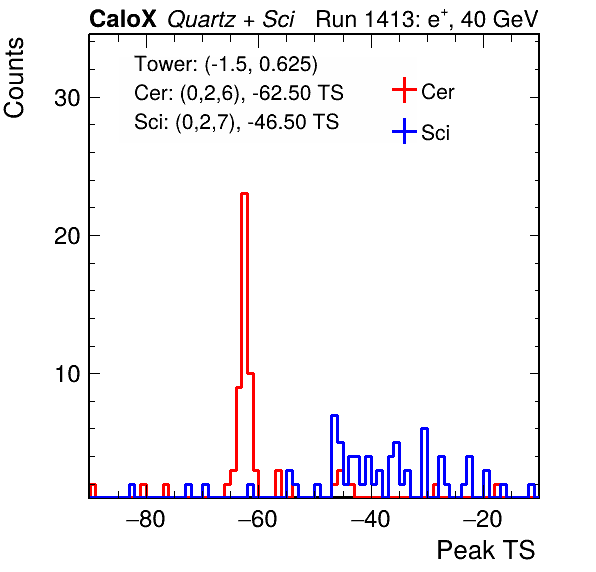 CaloX Quartz + Sci Run 1413: e⁺, 40 GeV
Counts
Tower: (-1.5, 0.625)
Cer: (0,2,6), -62.50 TS
Sci: (0,2,7), -46.50 TS
Cer
Sci
30
20
10
−80 −60 −40 −20
Peak TS